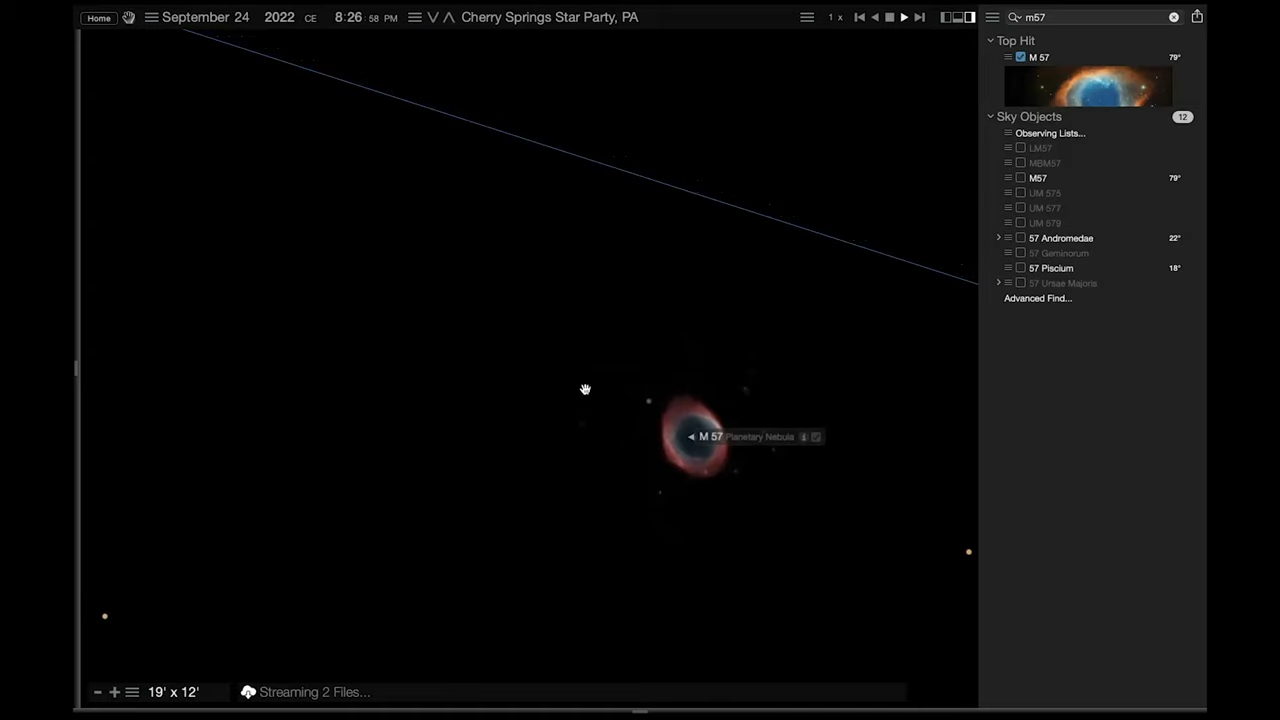 Home September 24 2022 CE 8:26 : 58 PM Cherry Springs Star Party, PA 1 x m57
Top Hit
M 57 79°
Sky Objects 12
Observing Lists...
LM57
MBM57
M57 79°
UM 575
UM 577
UM 579
57 Andromedae 22°
57 Geminorum
57 Piscium 18°
57 Ursae Majoris
Advanced Find...
M 57 Planetary Nebula i
- + 19' x 12' Streaming 2 Files...